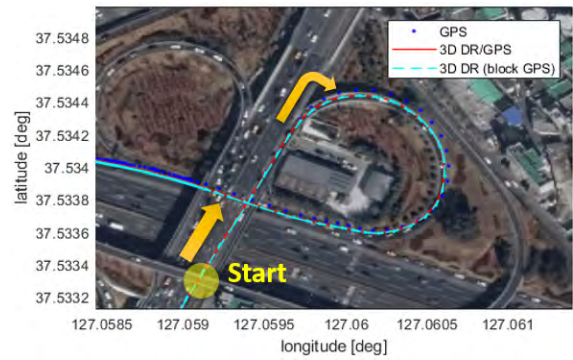 GPS
3D DR/GPS
3D DR (block GPS)
37.5348
37.5346
37.5344
37.5342
37.534
37.5338
37.5336
37.5334
37.5332
latitude [deg]
Start
127.0585
127.059
127.0595
127.06
127.0605
127.061
longitude [deg]